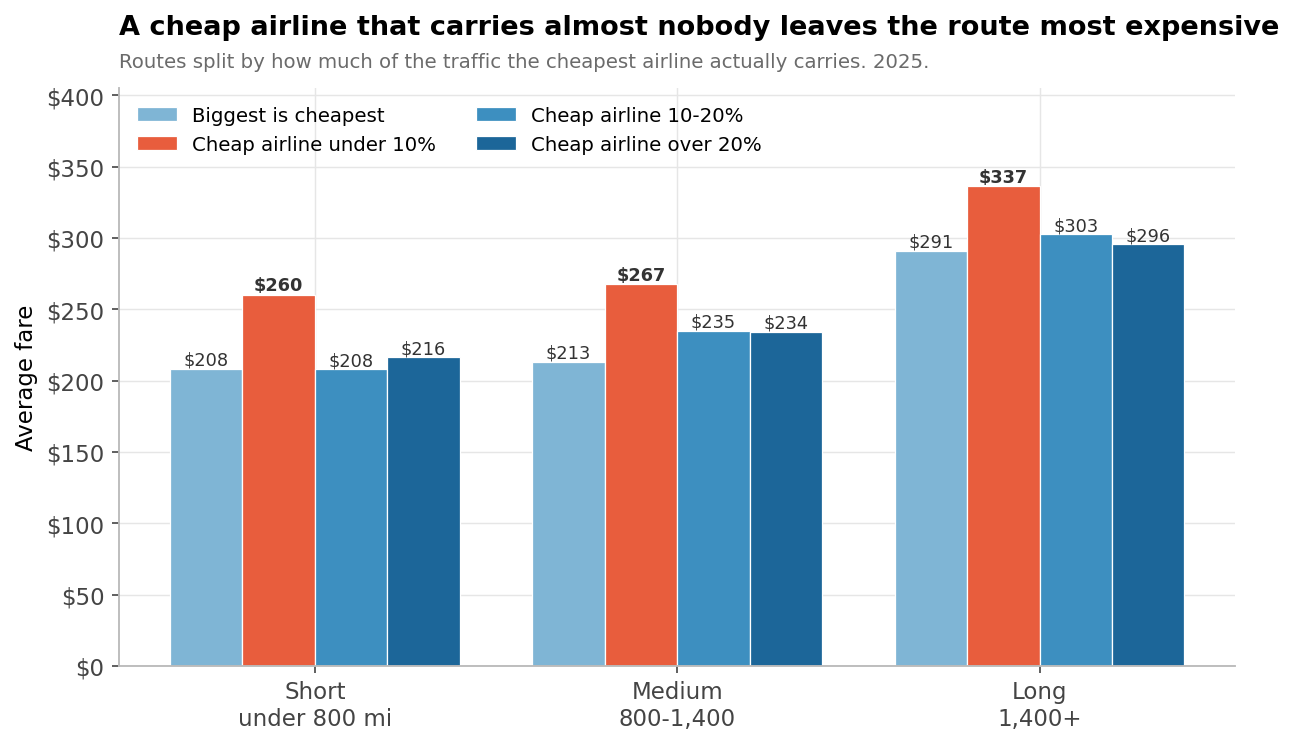 A cheap airline that carries almost nobody leaves the route most expensive
Routes split by how much of the traffic the cheapest airline actually carries. 2025.
Biggest is cheapest
Cheap airline under 10%
Cheap airline 10-20%
Cheap airline over 20%
Average fare
$400
$350
$300
$250
$200
$150
$100
$50
$0
$208
$260
$208
$216
$213
$267
$235
$234
$291
$337
$303
$296
Short
under 800 mi
Medium
800-1,400
Long
1,400+